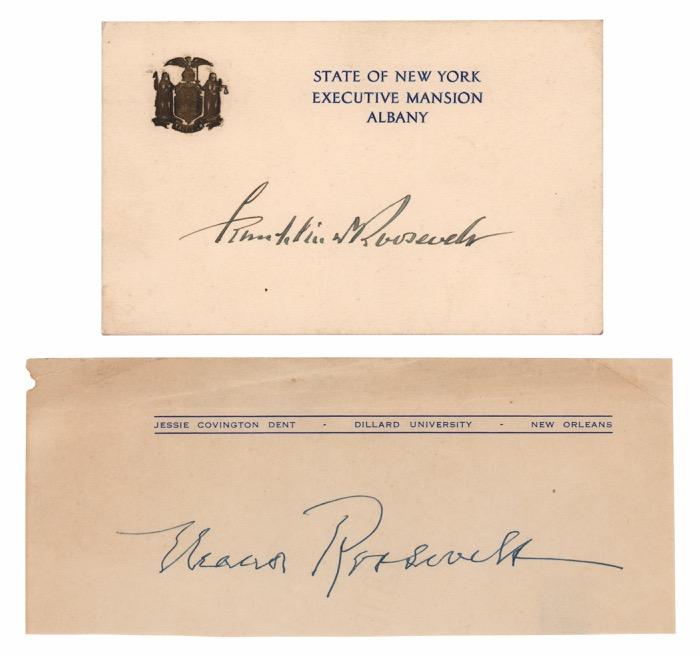 STATE OF NEW YORK
EXECUTIVE MANSION
ALBANY
Franklin D Roosevelt
JESSIE COVINGTON DENT - DILLARD UNIVERSITY - NEW ORLEANS
Eleanor Roosevelt